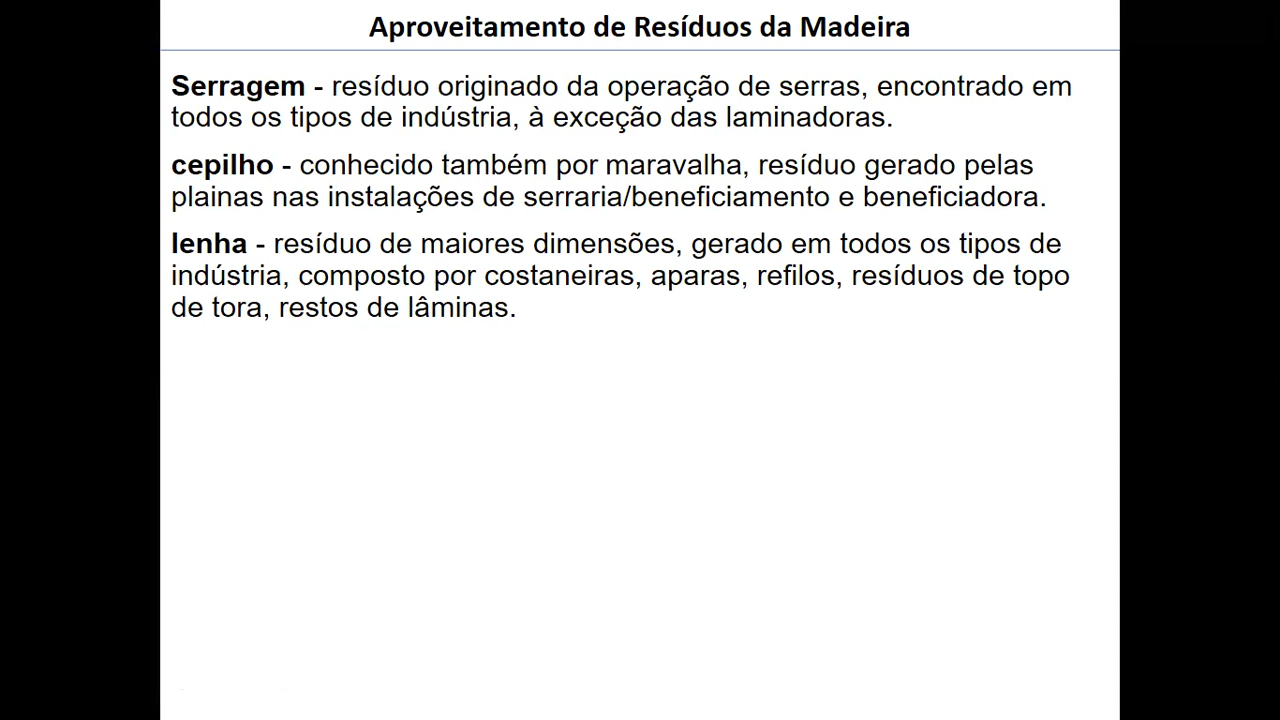 Aproveitamento de Resíduos da Madeira
Serragem - resíduo originado da operação de serras, encontrado em
todos os tipos de indústria, à exceção das laminadoras.
cepilho - conhecido também por maravalha, resíduo gerado pelas
plainas nas instalações de serraria/beneficiamento e beneficiadora.
lenha - resíduo de maiores dimensões, gerado em todos os tipos de
indústria, composto por costaneiras, aparas, refilos, resíduos de topo
de tora, restos de lâminas.